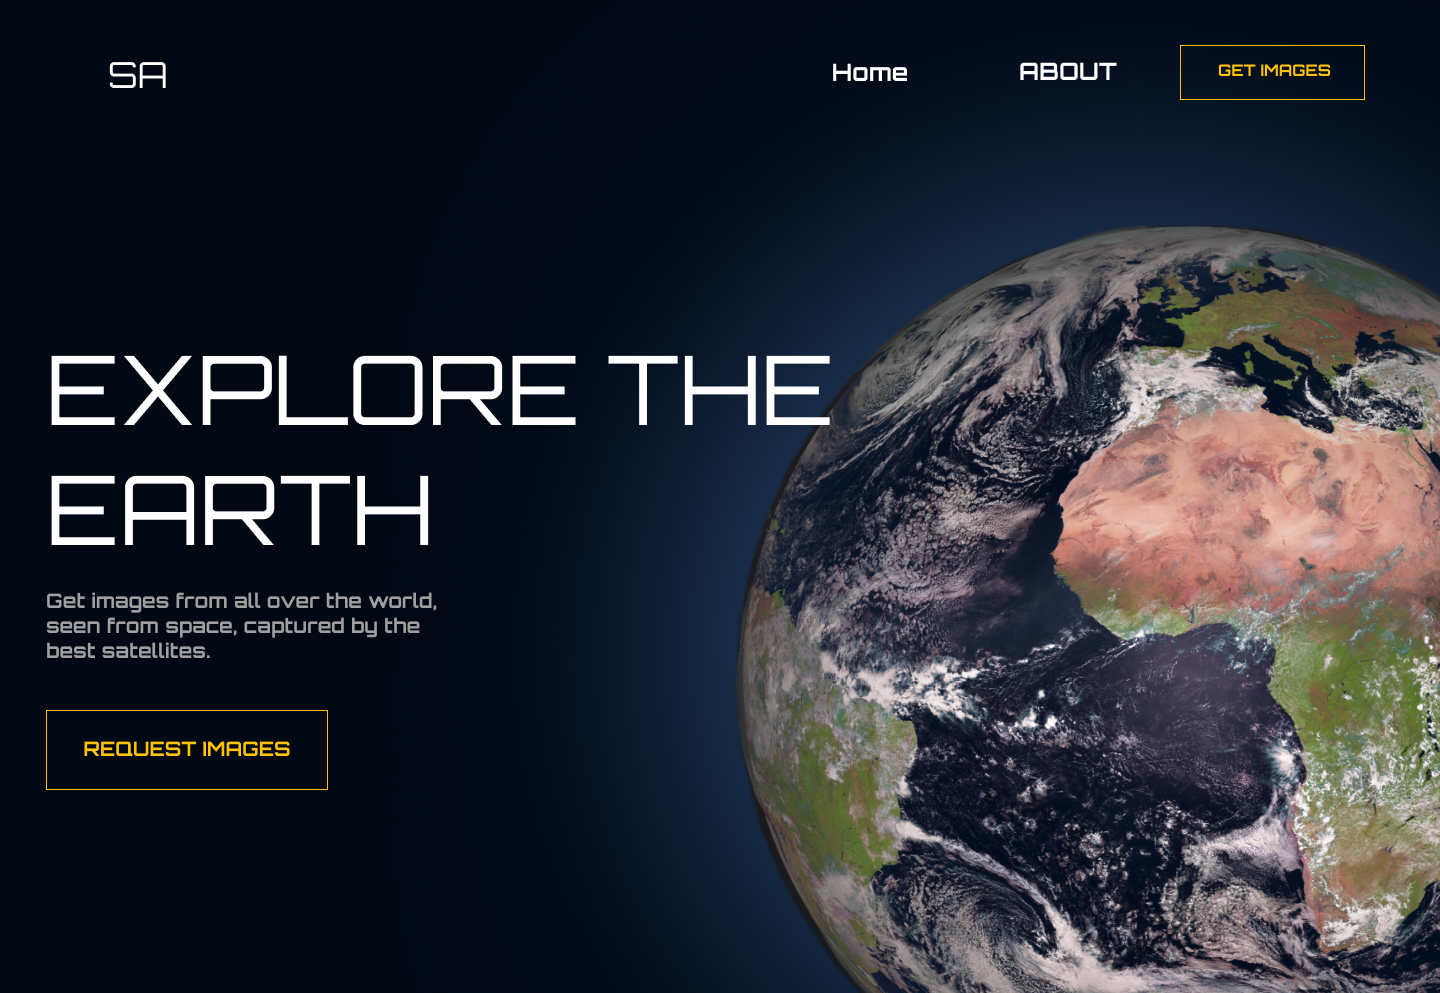 SA
Home
ABOUT
GET IMAGES
EXPLORE THE
EARTH
Get images from all over the world,
seen from space, captured by the
best satellites.
REQUEST IMAGES